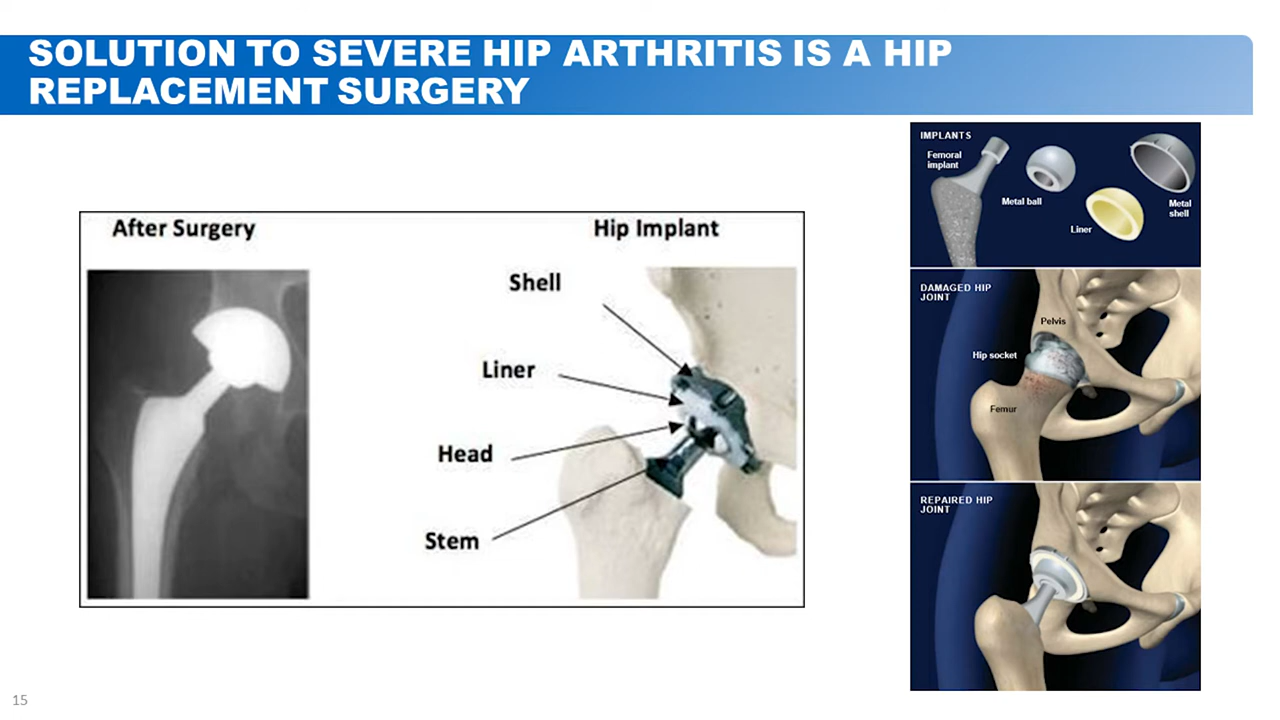 SOLUTION TO SEVERE HIP ARTHRITIS IS A HIP
REPLACEMENT SURGERY
After Surgery
Hip Implant
Shell
Liner
Head
Stem
IMPLANTS
Femoral
implant
Metal ball
Liner
Metal
shell
DAMAGED HIP
JOINT
Pelvis
Hip socket
Femur
REPAIRED HIP
JOINT
15